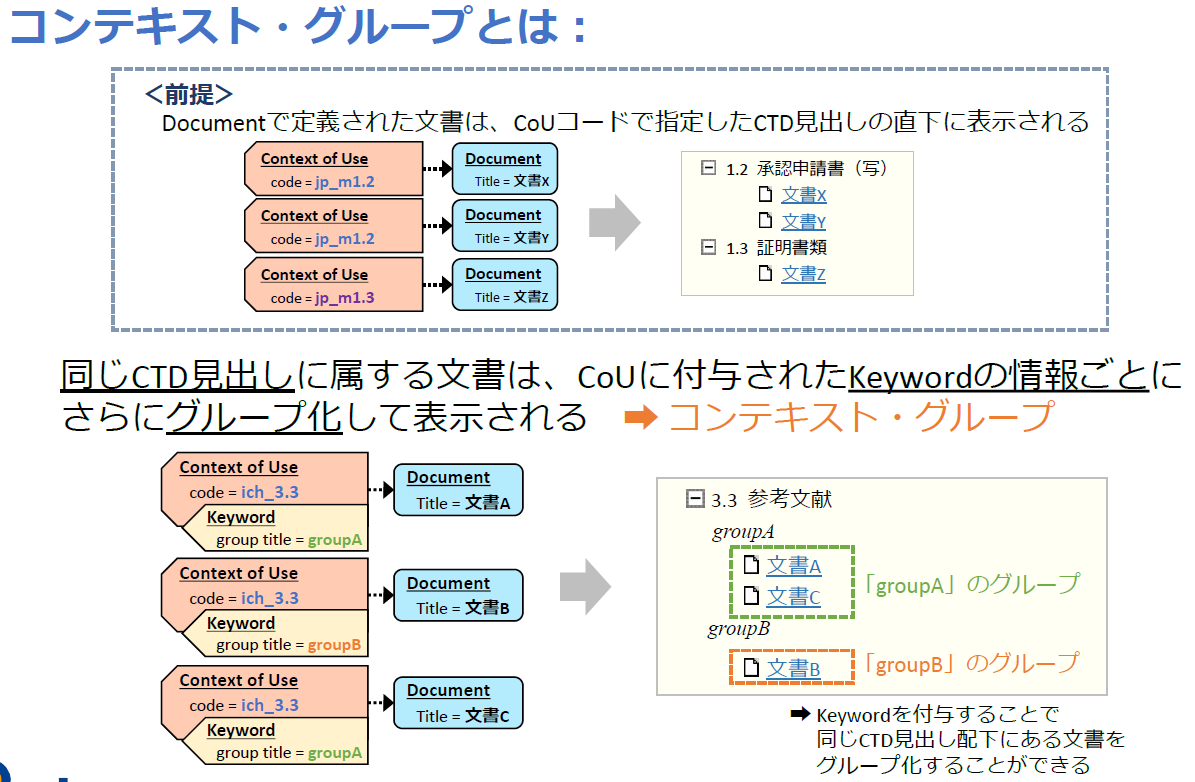 コンテキスト・グループとは：
＜前提＞
Documentで定義された文書は、CoUコードで指定したCTD見出しの直下に表示される
Context of Use
code = jp_m1.2
Document
Title = 文書X
Context of Use
code = jp_m1.2
Document
Title = 文書Y
Context of Use
code = jp_m1.3
Document
Title = 文書Z
1.2 承認申請書（写）
文書X
文書Y
1.3 証明書類
文書Z
同じCTD見出しに属する文書は、CoUに付与されたKeywordの情報ごとに
さらにグループ化して表示される ➡ コンテキスト・グループ
Context of Use
code = ich_3.3
Keyword
group title = groupA
Document
Title = 文書A
Context of Use
code = ich_3.3
Keyword
group title = groupB
Document
Title = 文書B
Context of Use
code = ich_3.3
Keyword
group title = groupA
Document
Title = 文書C
3.3 参考文献
groupA
文書A
文書C
「groupA」のグループ
groupB
文書B
「groupB」のグループ
➡ Keywordを付与することで
同じCTD見出し配下にある文書を
グループ化することができる